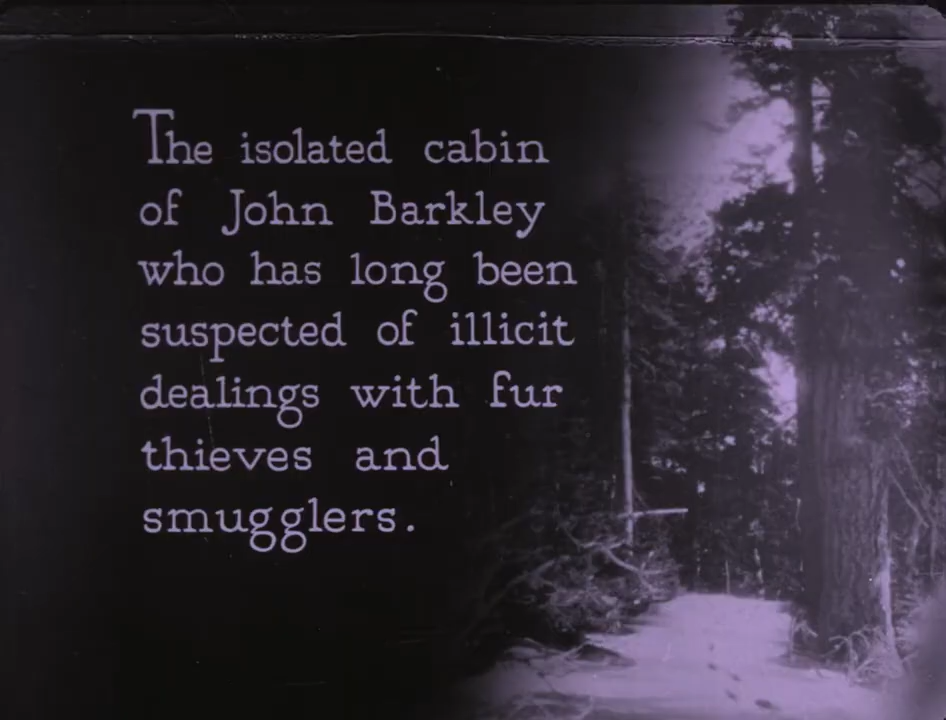 The isolated cabin
of John Barkley
who has long been
suspected of illicit
dealings with fur
thieves and
smugglers.